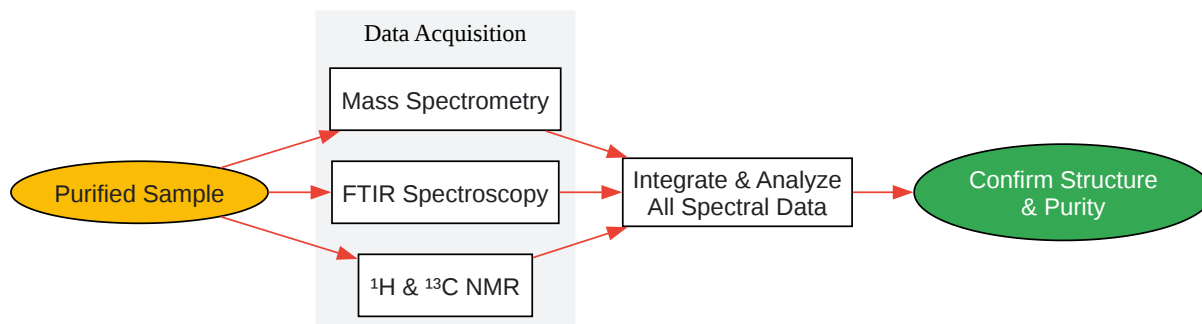 Data Acquisition
Mass Spectrometry
Purified Sample
FTIR Spectroscopy
¹H & ¹³C NMR
Integrate & Analyze
All Spectral Data
Confirm Structure
& Purity